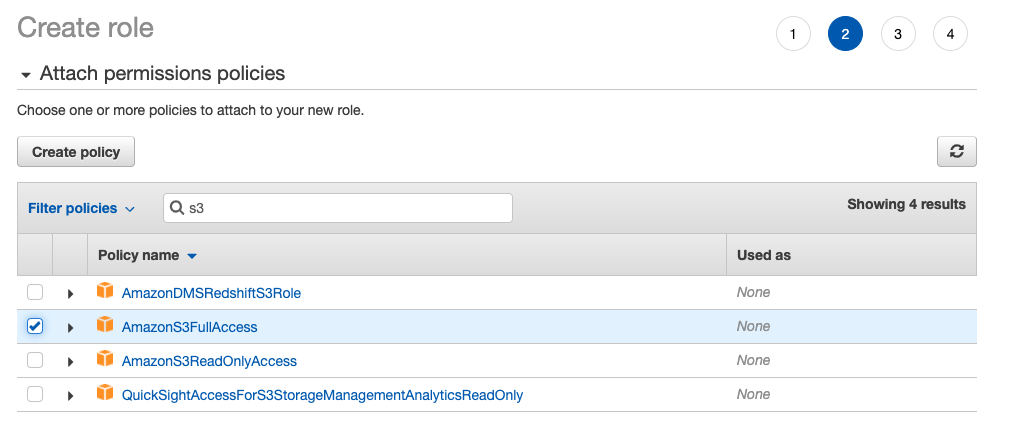 Create role
1 2 3 4
Attach permissions policies
Choose one or more policies to attach to your new role.
Create policy
Filter policies s3 Showing 4 results
Policy name Used as
AmazonDMSRedshiftS3Role None
AmazonS3FullAccess None
AmazonS3ReadOnlyAccess None
QuickSightAccessForS3StorageManagementAnalyticsReadOnly None